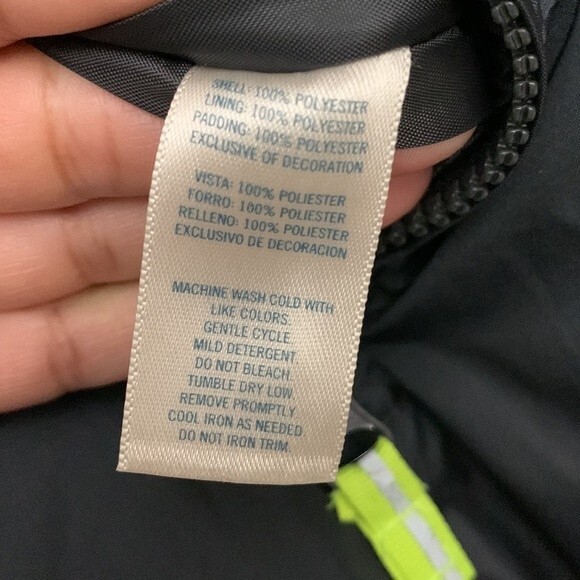 SHELL: 100% POLYESTER
LINING: 100% POLYESTER
PADDING: 100% POLYESTER
EXCLUSIVE OF DECORATION
VISTA: 100% POLIESTER
FORRO: 100% POLIESTER
RELLENO: 100% POLIESTER
EXCLUSIVO DE DECORACION
MACHINE WASH COLD WITH
LIKE COLORS.
GENTLE CYCLE
MILD DETERGENT
DO NOT BLEACH.
TUMBLE DRY LOW
REMOVE PROMPTLY
COOL IRON AS NEEDED
DO NOT IRON TRIM.